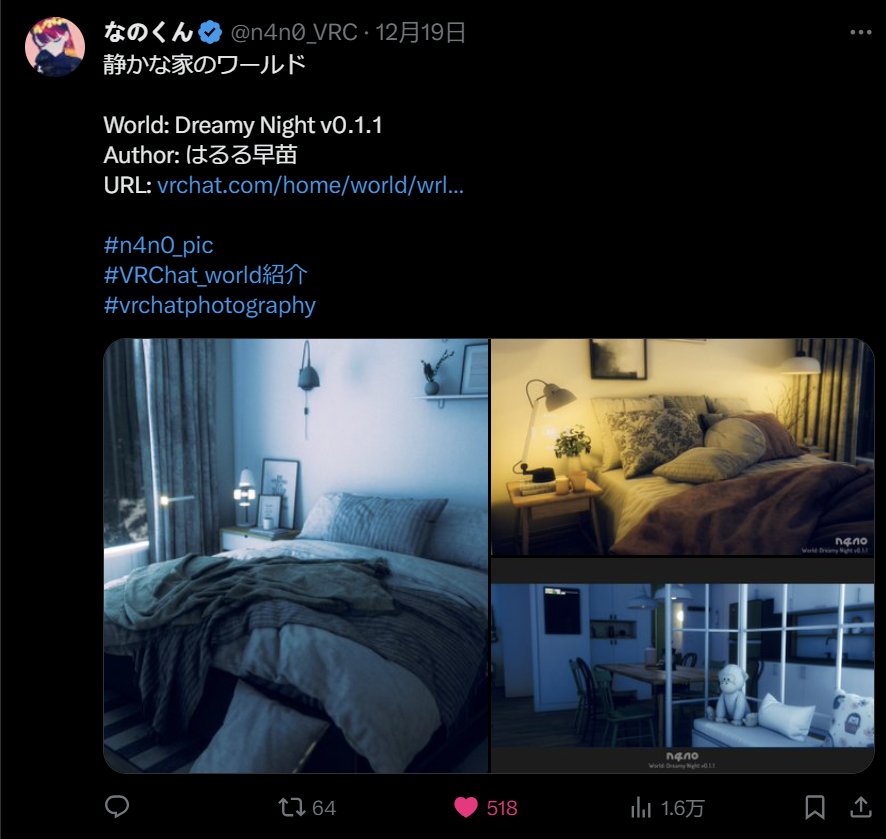 なのくん @n4n0_VRC · 12月19日
静かな家のワールド
World: Dreamy Night v0.1.1
Author: はるる早苗
URL: vrchat.com/home/world/wrl...
#n4n0_pic
#VRChat_world紹介
#vrchatphotography
n4no
World: Dreamy Night v0.1.1
n4no
World: Dreamy Night v0.1.1
64
518
1.6万